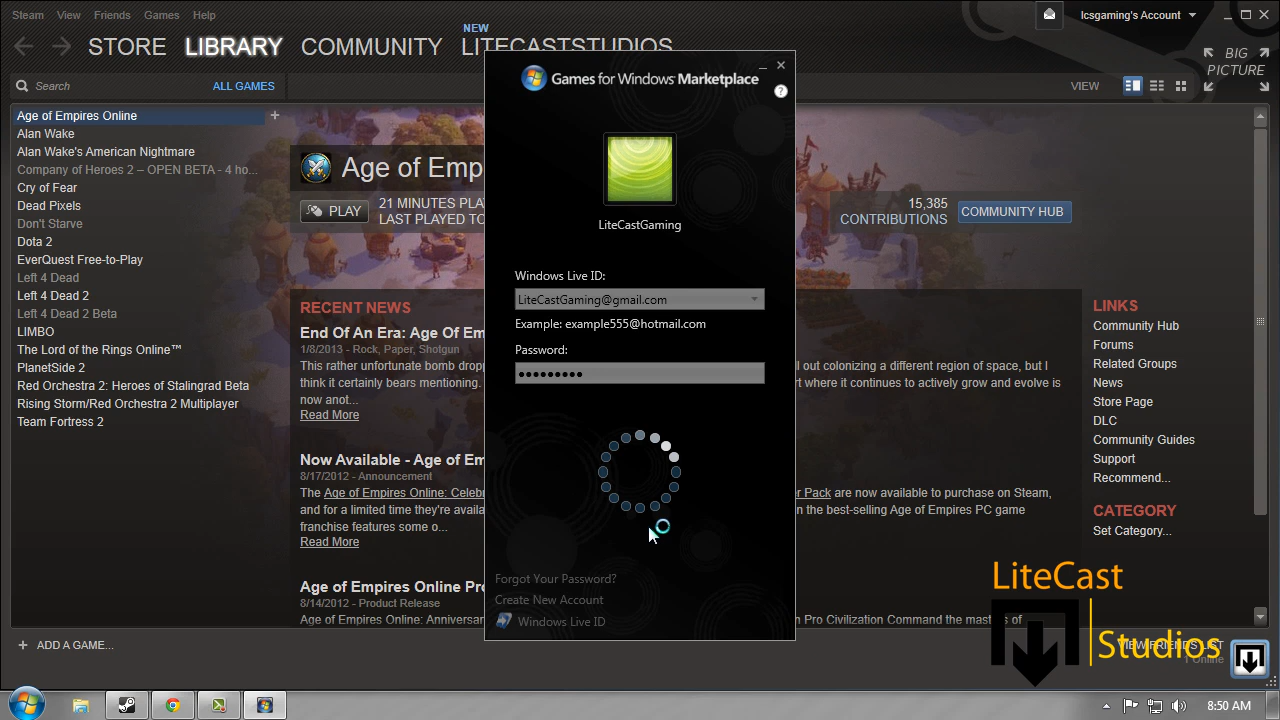 Steam View Friends Games Help
lcsgaming's Account
NEW
STORE LIBRARY COMMUNITY LITECASTSTUDIOS
BIG PICTURE
Search
ALL GAMES
VIEW
Age of Empires Online
Alan Wake
Alan Wake's American Nightmare
Company of Heroes 2 – OPEN BETA - 4 ho...
Cry of Fear
Dead Pixels
Don't Starve
Dota 2
EverQuest Free-to-Play
Left 4 Dead
Left 4 Dead 2
Left 4 Dead 2 Beta
LIMBO
The Lord of the Rings Online™
PlanetSide 2
Red Orchestra 2: Heroes of Stalingrad Beta
Rising Storm/Red Orchestra 2 Multiplayer
Team Fortress 2
ADD A GAME...
Age of Emp
PLAY
21 MINUTES PLA
LAST PLAYED TO
15,385
CONTRIBUTIONS
COMMUNITY HUB
RECENT NEWS
End Of An Era: Age Of Em
1/8/2013 - Rock, Paper, Shotgun
This rather unfortunate bomb drop
ll out colonizing a different region of space, but I
think it certainly bears mentioning.
t where it continues to actively grow and evolve is
now anot...
Read More
Now Available - Age of Em
8/17/2012 - Announcement
The Age of Empires Online: Celebr
r Pack are now available to purchase on Steam,
and for a limited time they're availa
n the best-selling Age of Empires PC game
franchise features some o...
Read More
Age of Empires Online Pro
8/14/2012 - Product Release
Age of Empires Online: Anniversar
n Pro Civilization Command the mast s of
Games for Windows Marketplace
?
LiteCastGaming
Windows Live ID:
LiteCastGaming@gmail.com
Example: example555@hotmail.com
Password:
Forgot Your Password?
Create New Account
Windows Live ID
LINKS
Community Hub
Forums
Related Groups
News
Store Page
DLC
Community Guides
Support
Recommend...
CATEGORY
Set Category...
LiteCast
Studios
VIEW FRIENDS LIST
1 Online
8:50 AM